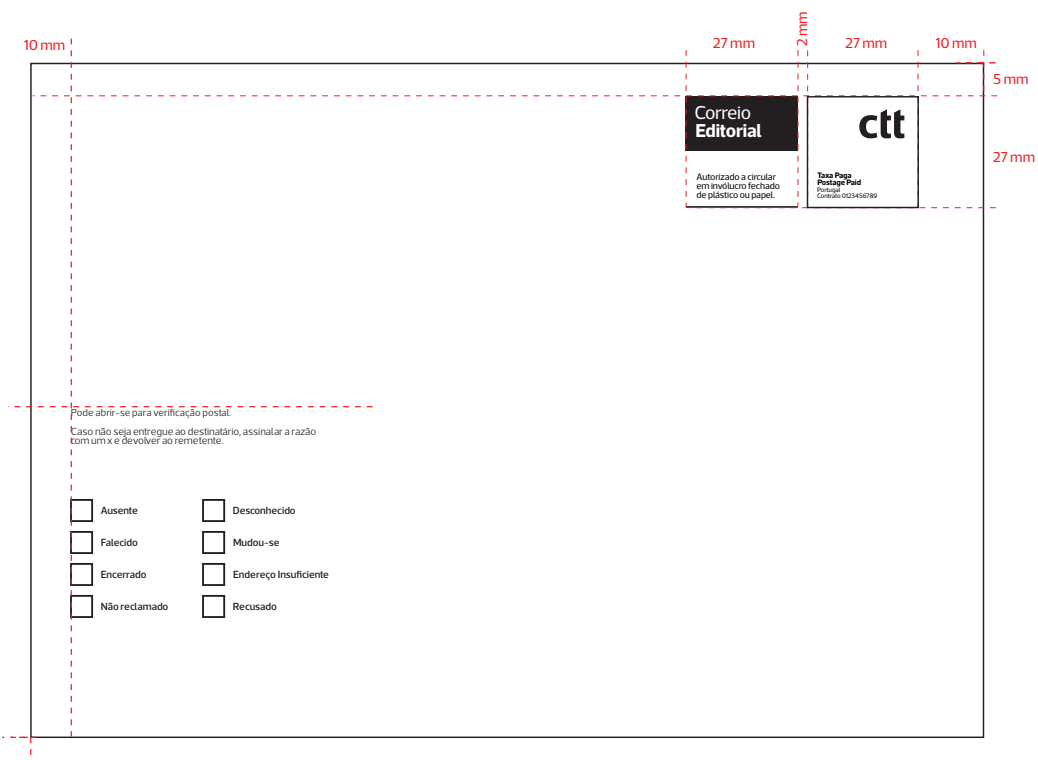 10 mm
27 mm
2 mm
27 mm
10 mm
5 mm
27 mm
Correio
Editorial
Autorizado a circular
em invólucro fechado
de plástico ou papel.
ctt
Taxa Paga
Postage Paid
Portugal
Contrato 0123456789
Pode abrir-se para verificação postal.
Caso não seja entregue ao destinatário, assinalar a razão
com um x e devolver ao remetente.
Ausente
Desconhecido
Falecido
Mudou-se
Encerrado
Endereço Insuficiente
Não reclamado
Recusado